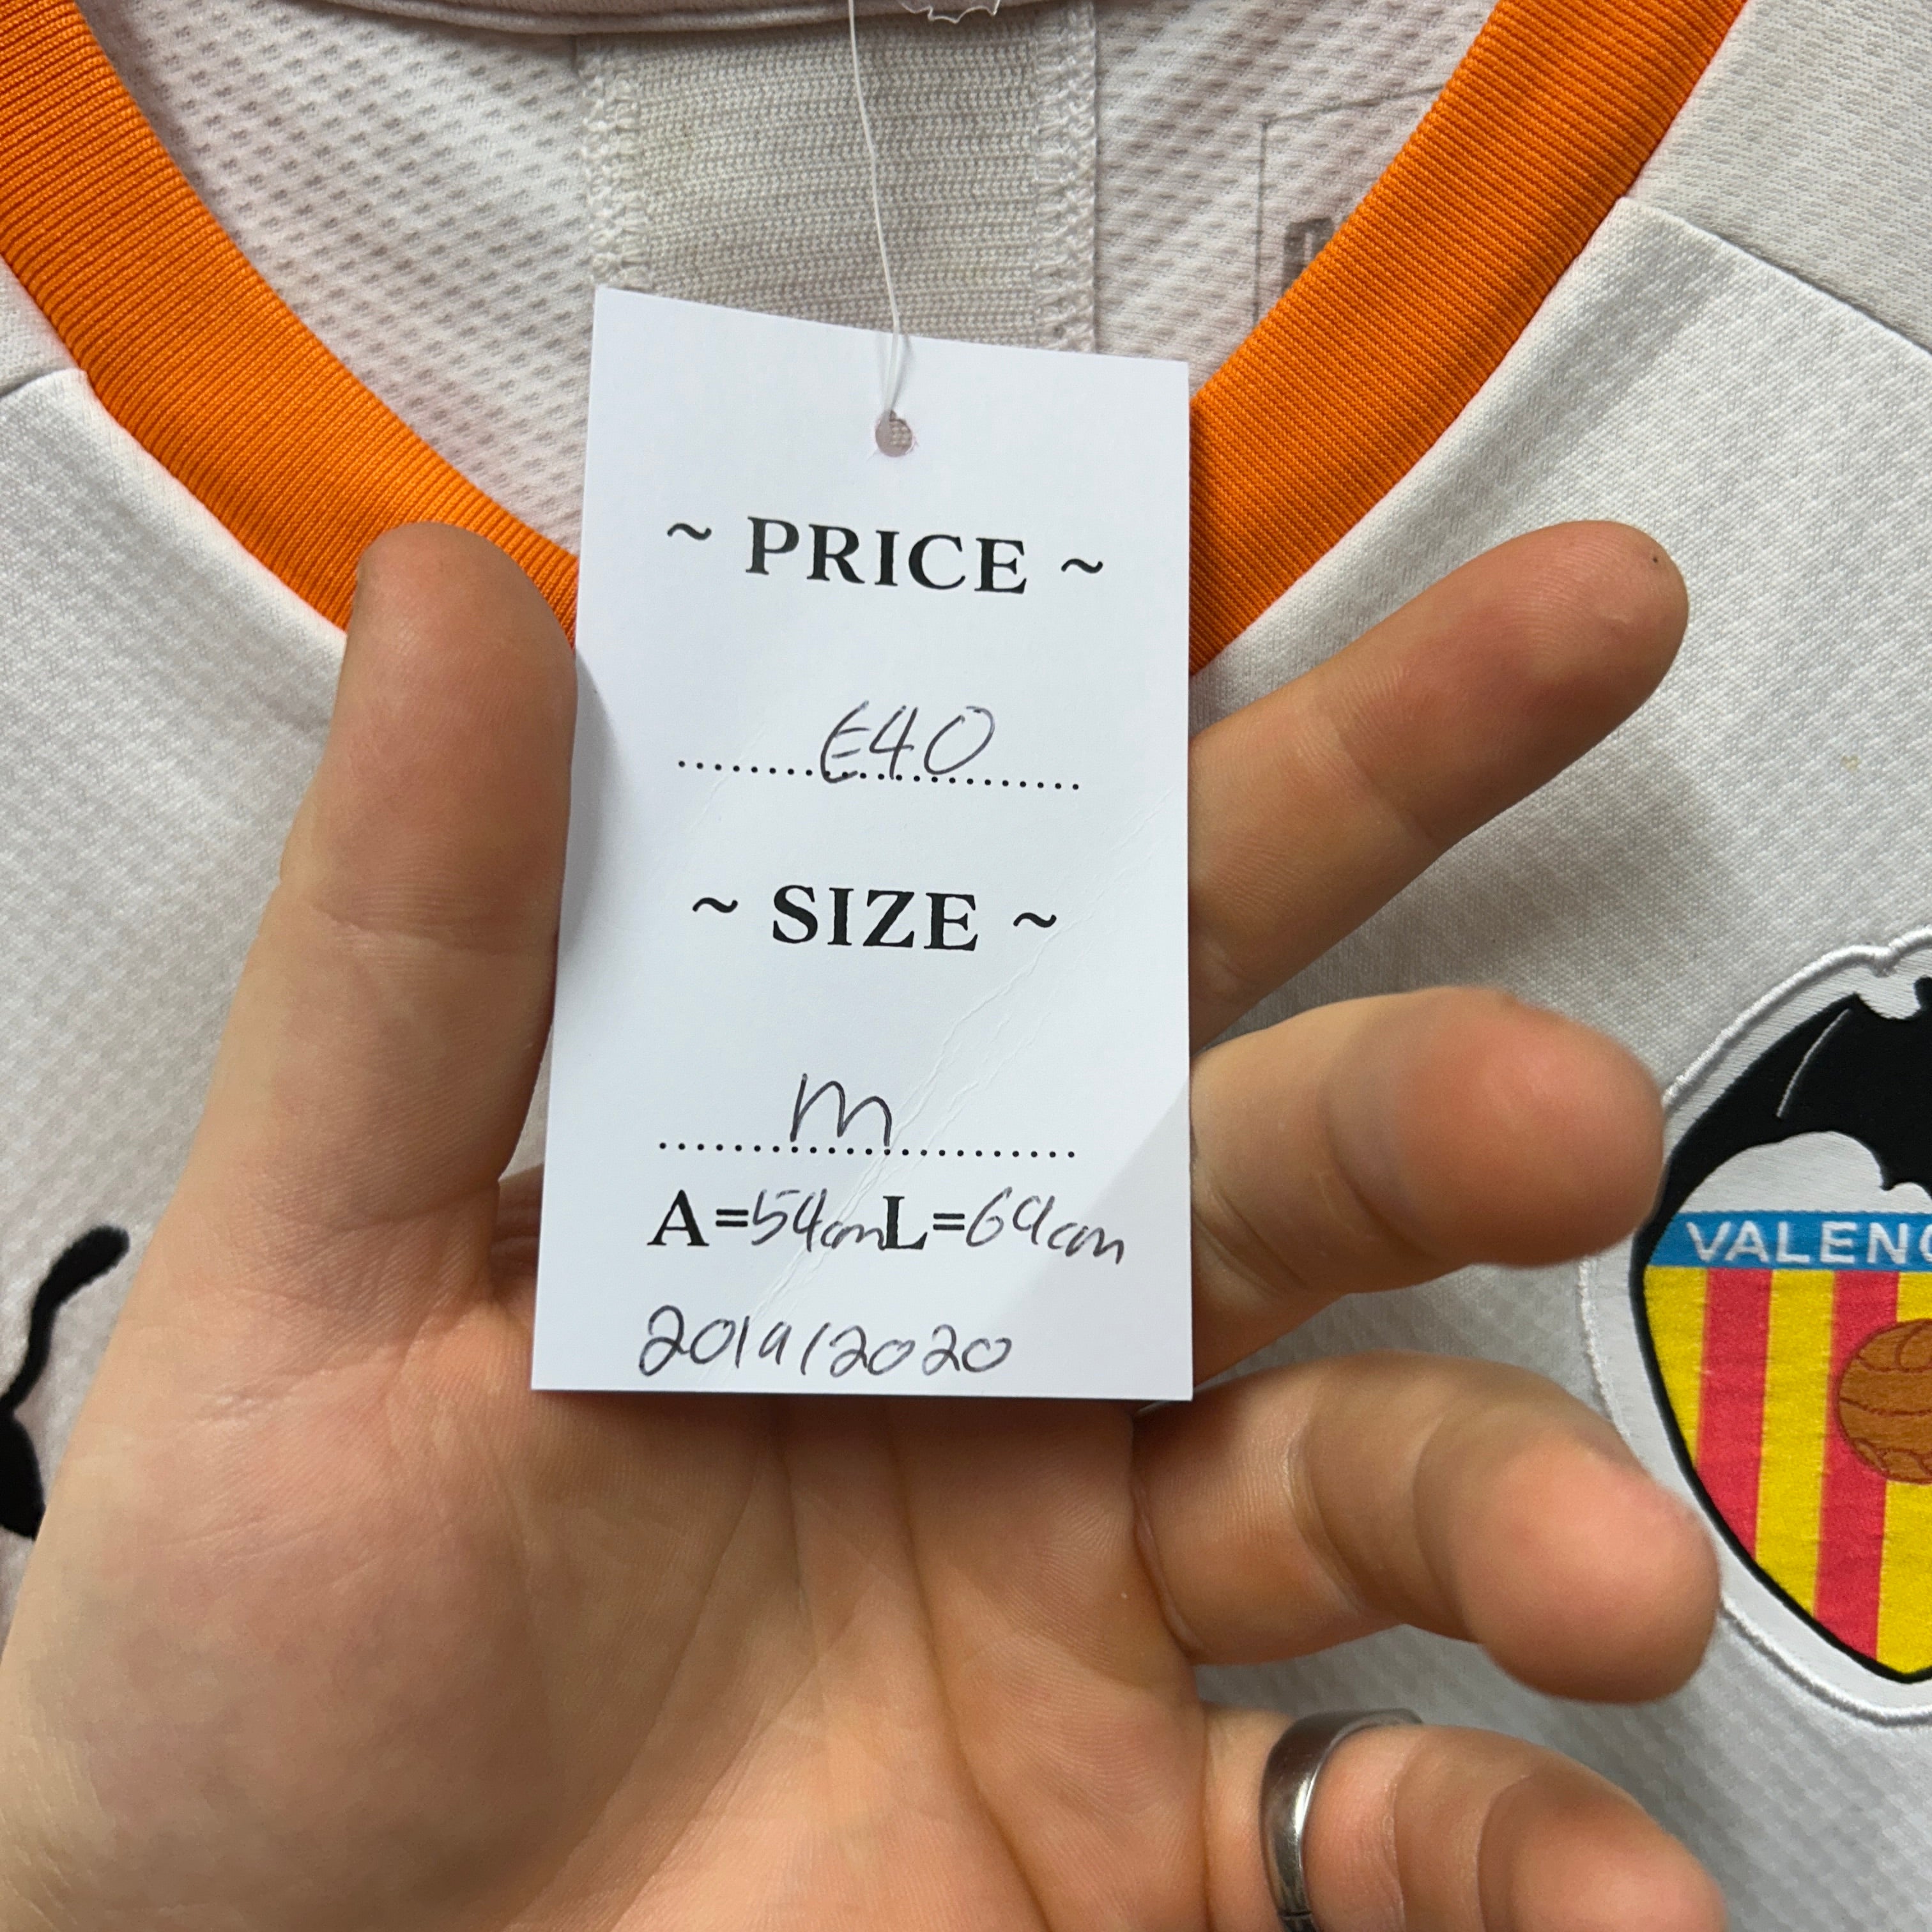 ~ PRICE ~
€40
~ SIZE ~
m
A=54cm L=69cm
2019/2020
VALENC